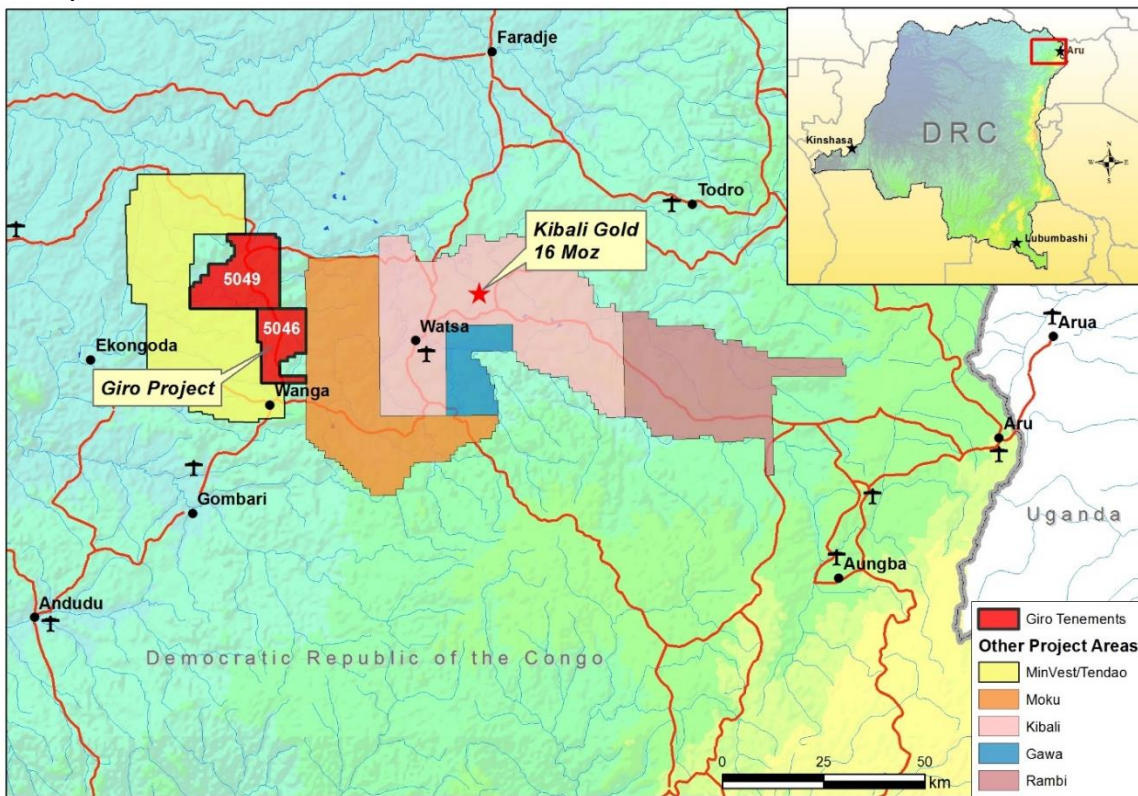 Faradje
Todro
Kibali Gold
16 Moz
5049
5046
Watsa
Ekongoda
Giro Project
Wanga
Gombari
Andudu
Arua
Aru
Uganda
Aungba
Democratic Republic of the Congo
Aru
DRC
Kinshasa
Lubumbashi
N
W
E
S
Giro Tenements
Other Project Areas
MinVest/Tendao
Moku
Kibali
Gawa
Rambi
0 25 50
km